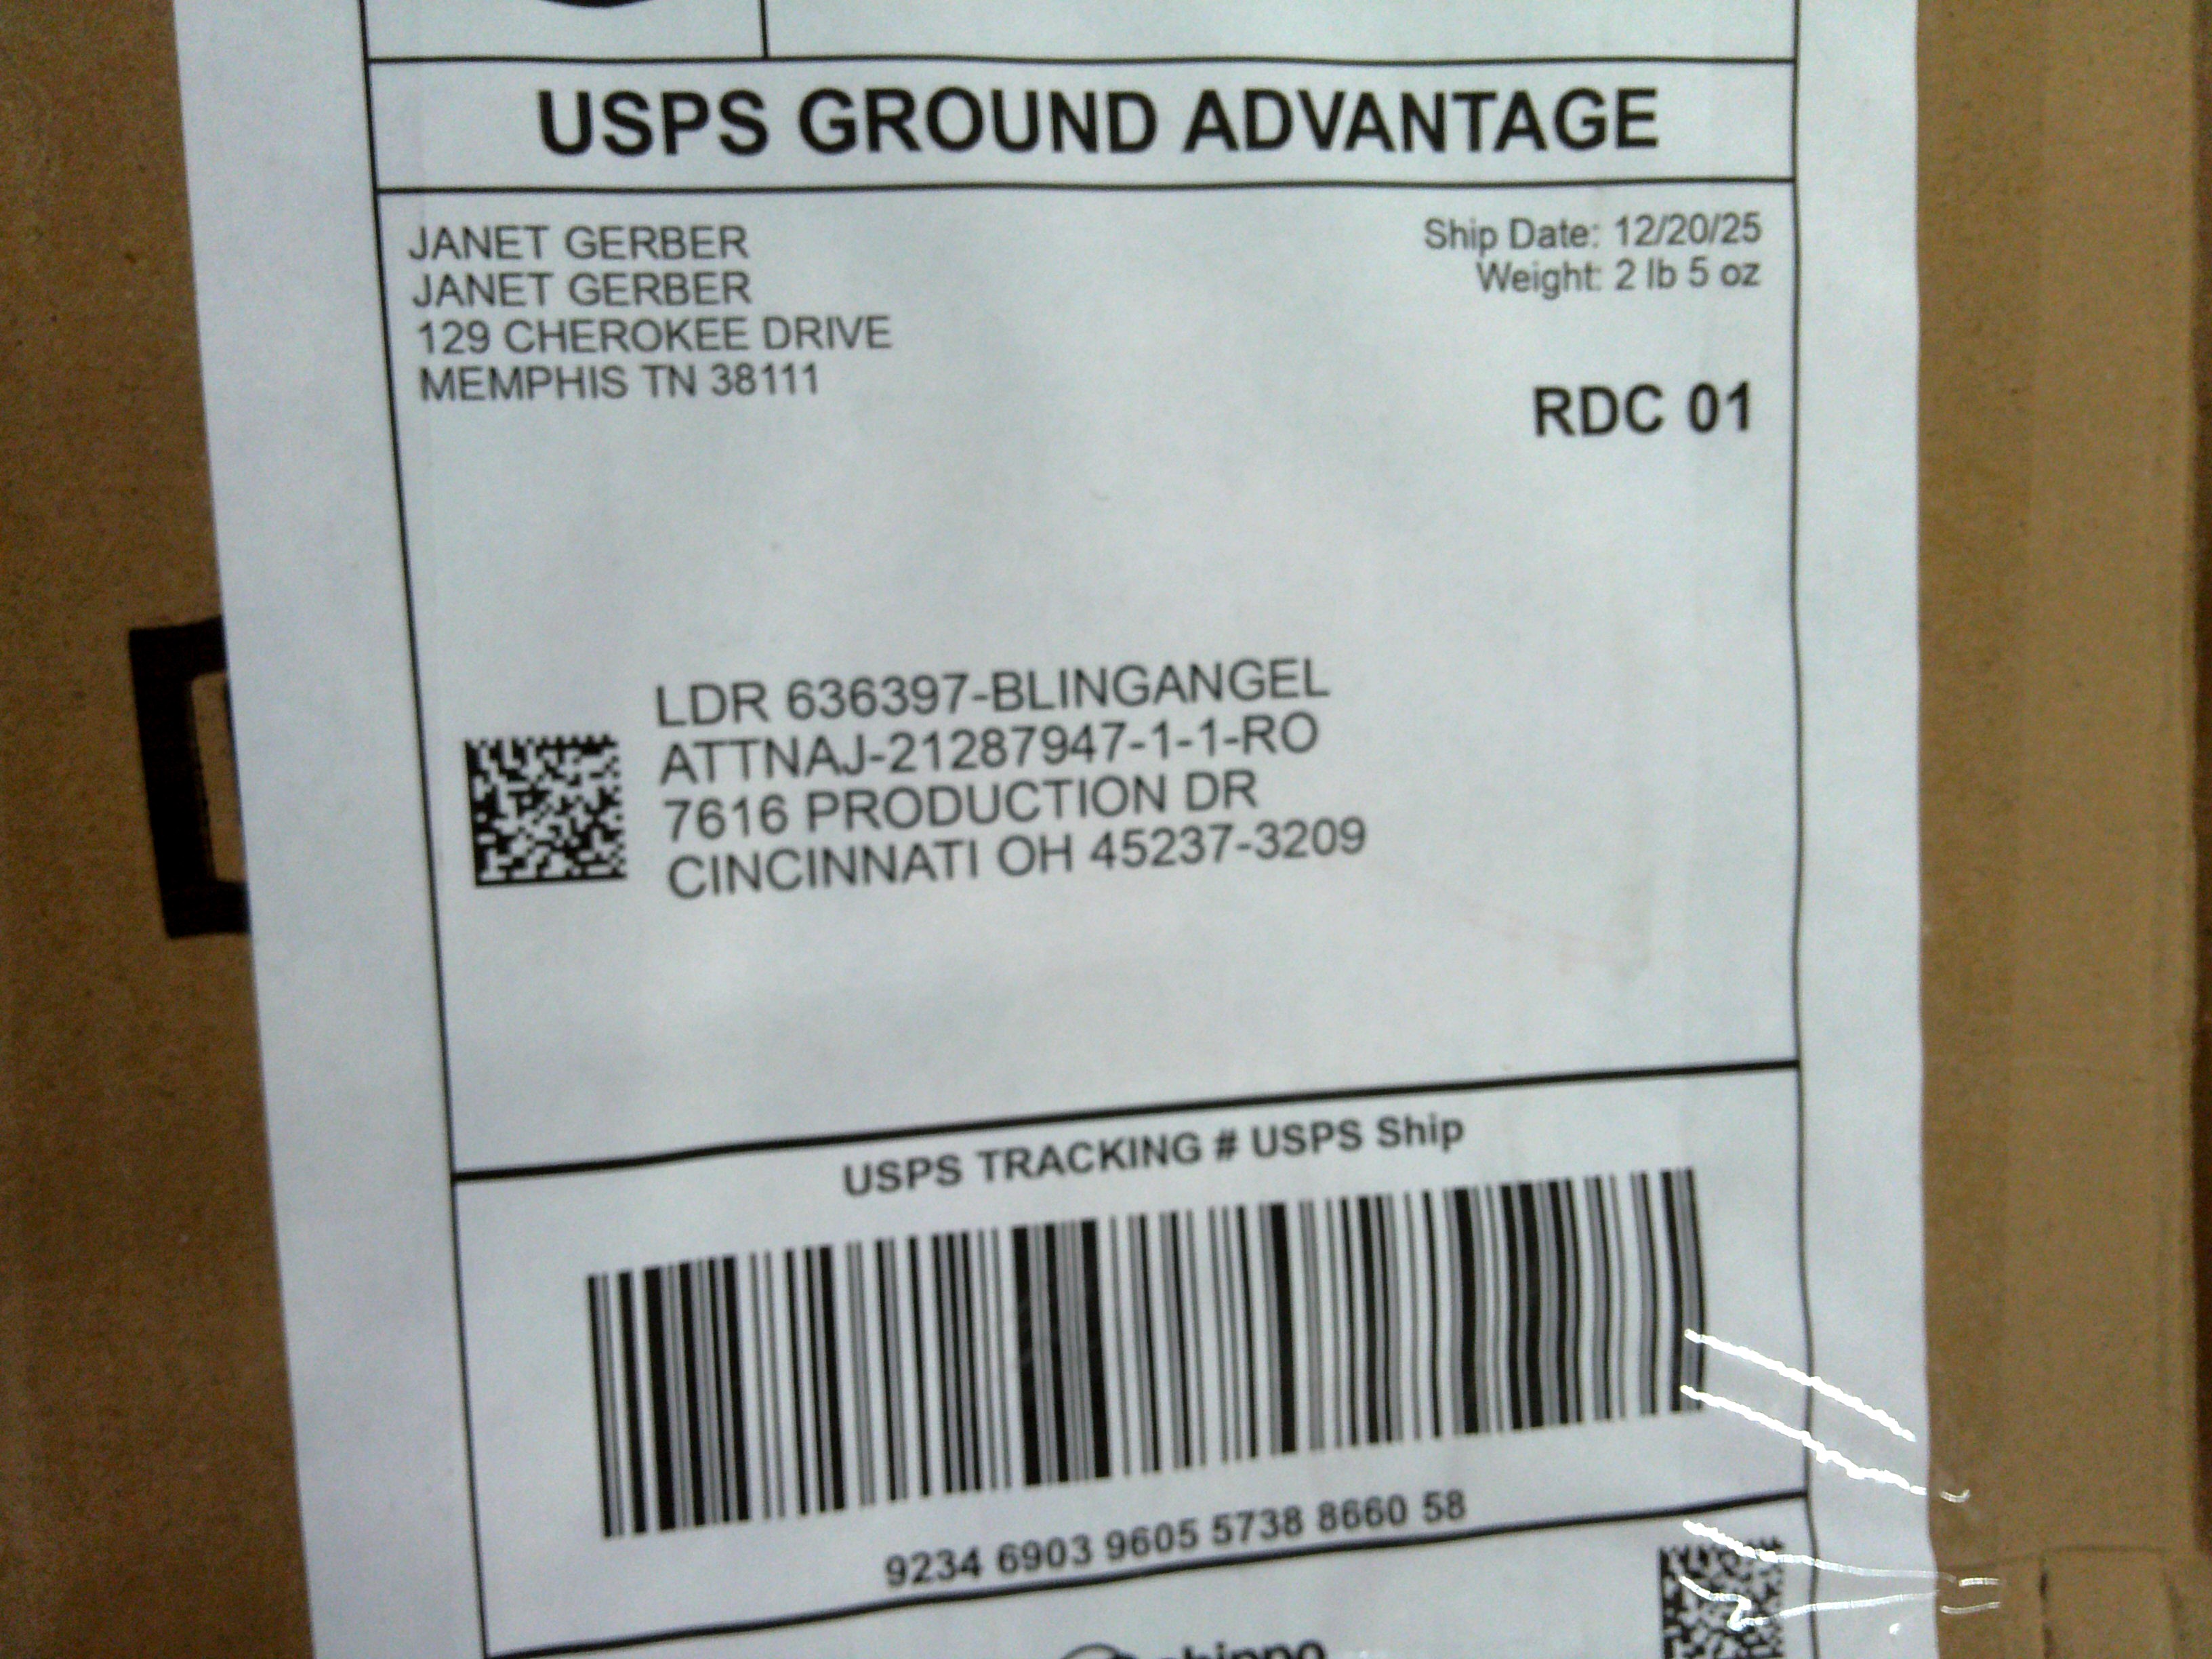 USPS GROUND ADVANTAGE
JANET GERBER
JANET GERBER
129 CHEROKEE DRIVE
MEMPHIS TN 38111
Ship Date: 12/20/25
Weight: 2 lb 5 oz
RDC 01
LDR 636397-BLINGANGEL
ATTNAJ-21287947-1-1-RO
7616 PRODUCTION DR
CINCINNATI OH 45237-3209
USPS TRACKING # USPS Ship
9234 6903 9605 5738 8660 58